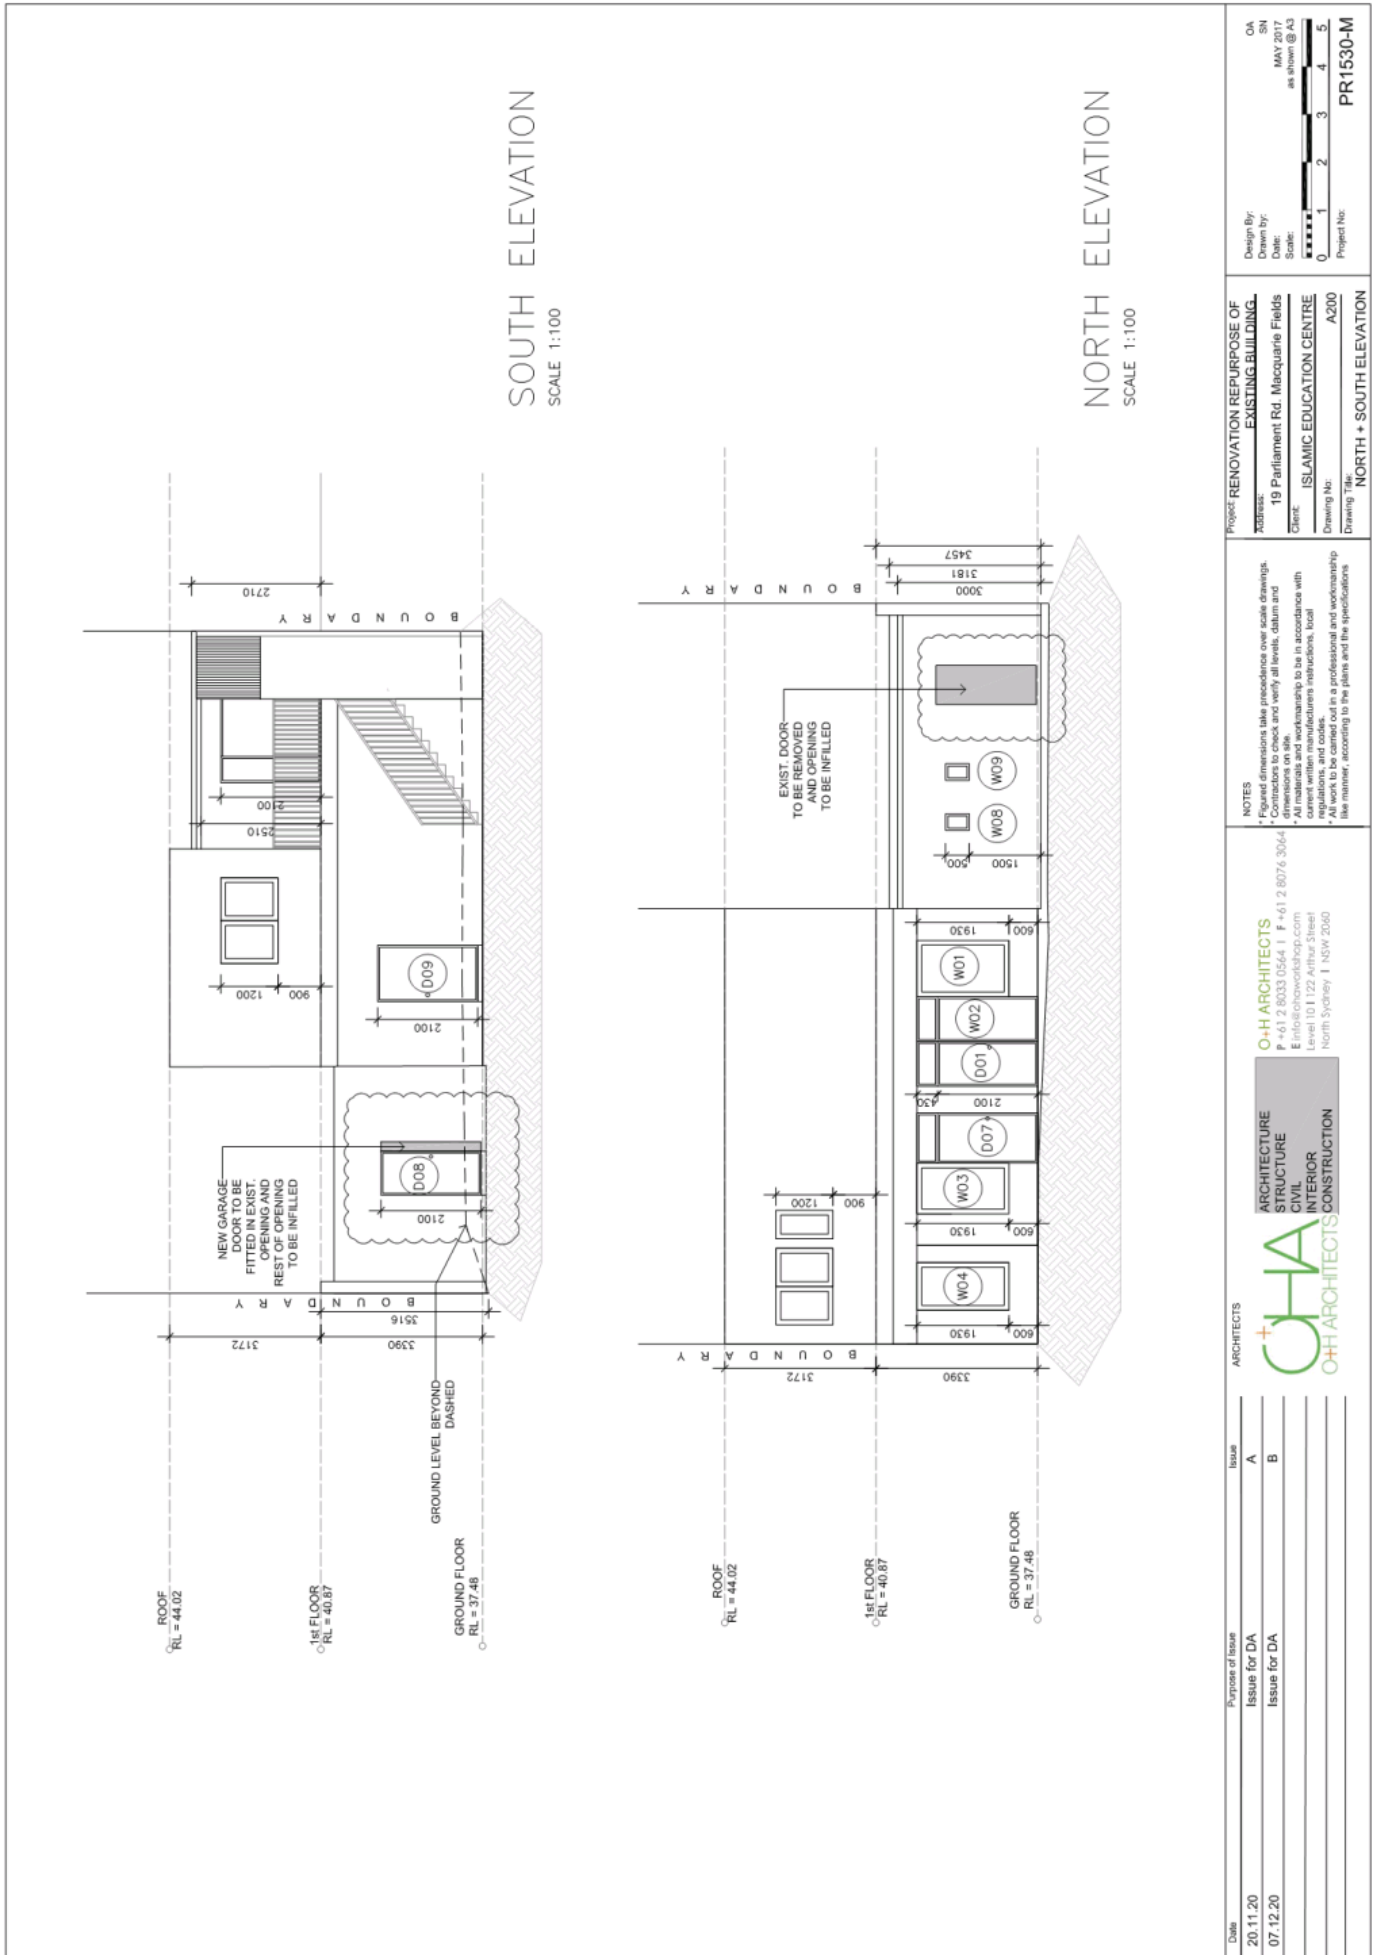 ROOF
RL = 44.02
1st FLOOR
RL = 40.87
GROUND FLOOR
RL = 37.48
GROUND LEVEL BEYOND
DASHED
3172
3390
3516
BOUNDARY
NEW GARAGE
DOOR TO BE
FITTED IN EXIST.
OPENING AND
REST OF OPENING
TO BE INFILLED
2100
D08
2100
D09
1200
900
2510
2100
BOUNDARY
2710
SOUTH ELEVATION
SCALE 1:100
ROOF
RL = 44.02
1st FLOOR
RL = 40.87
GROUND FLOOR
RL = 37.48
3172
3390
BOUNDARY
1200
900
1930
600
W04
1930
600
W03
D07
430
2100
D01
W02
W01
1930
600
EXIST. DOOR
TO BE REMOVED
AND OPENING
TO BE INFILLED
500
1500
W08
W09
BOUNDARY
3000
3181
3457
NORTH ELEVATION
SCALE 1:100
Date
Purpose of Issue
Issue
20.11.20
Issue for DA
A
07.12.20
Issue for DA
B
ARCHITECTS
O+HA
O+H ARCHITECTS
ARCHITECTURE
STRUCTURE
CIVIL
INTERIOR
CONSTRUCTION
O+H ARCHITECTS
P +61 2 8033 0564 I F +61 2 8076 3064
E info@ohaworkshop.com
Level 10 I 122 Arthur Street
North Sydney I NSW 2060
NOTES
* Figured dimensions take precedence over scale drawings.
* Contractors to check and verify all levels, datum and
dimensions on site.
* All materials and workmanship to be in accordance with
current written manufacturers instructions, local
regulations, and codes.
* All work to be carried out in a professional and workmanship
like manner, according to the plans and the specifications
Project: RENOVATION REPURPOSE OF
EXISTING BUILDING
Address:
19 Parliament Rd. Macquarie Fields
Client:
ISLAMIC EDUCATION CENTRE
Drawing No:
A200
Drawing Title:
NORTH + SOUTH ELEVATION
Design By:
OA
Drawn by:
SN
Date:
MAY 2017
Scale:
as shown @ A3
0 1 2 3 4 5
Project No:
PR1530-M